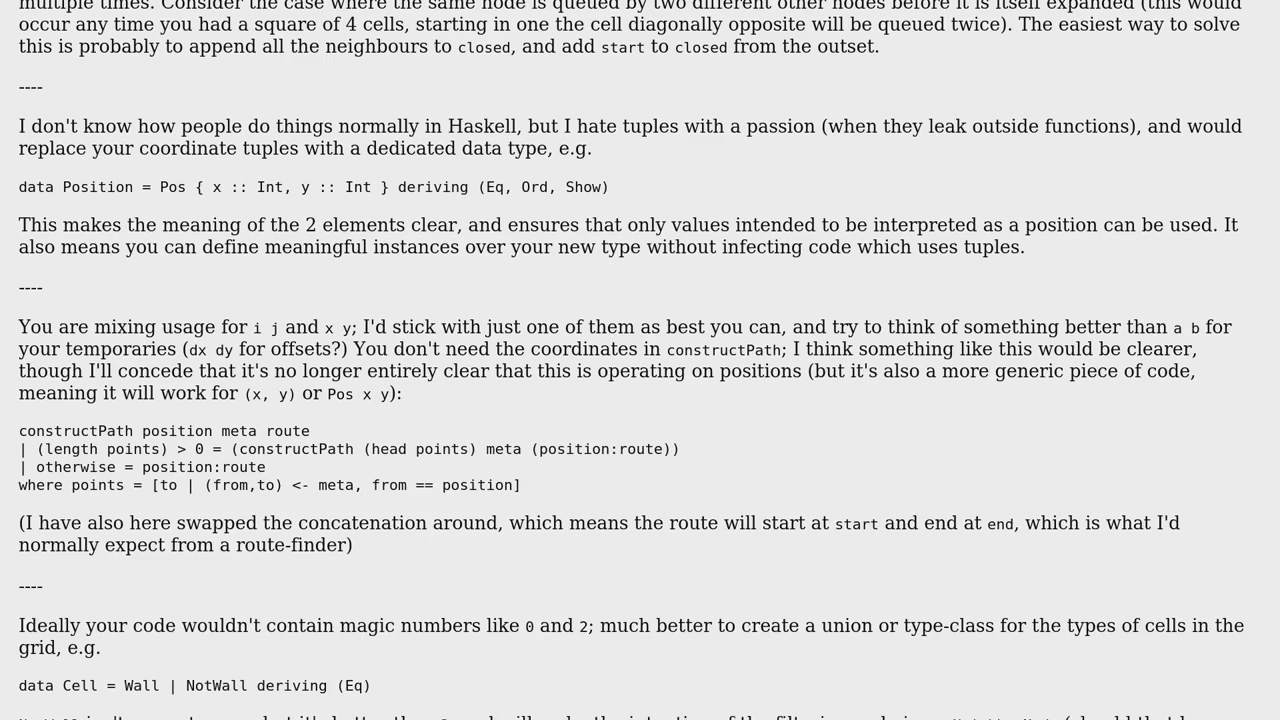 multiple times. Consider the case where the same node is queued by two different other nodes before it is itself expanded (this would
occur any time you had a square of 4 cells, starting in one the cell diagonally opposite will be queued twice). The easiest way to solve
this is probably to append all the neighbours to closed, and add start to closed from the outset.
----
I don't know how people do things normally in Haskell, but I hate tuples with a passion (when they leak outside functions), and would
replace your coordinate tuples with a dedicated data type, e.g.
data Position = Pos { x :: Int, y :: Int } deriving (Eq, Ord, Show)
This makes the meaning of the 2 elements clear, and ensures that only values intended to be interpreted as a position can be used. It
also means you can define meaningful instances over your new type without infecting code which uses tuples.
----
You are mixing usage for i j and x y; I'd stick with just one of them as best you can, and try to think of something better than a b for
your temporaries (dx dy for offsets?) You don't need the coordinates in constructPath; I think something like this would be clearer,
though I'll concede that it's no longer entirely clear that this is operating on positions (but it's also a more generic piece of code,
meaning it will work for (x, y) or Pos x y):
constructPath position meta route
| (length points) > 0 = (constructPath (head points) meta (position:route))
| otherwise = position:route
where points = [to | (from,to) <- meta, from == position]
(I have also here swapped the concatenation around, which means the route will start at start and end at end, which is what I'd
normally expect from a route-finder)
----
Ideally your code wouldn't contain magic numbers like 0 and 2; much better to create a union or type-class for the types of cells in the
grid, e.g.
data Cell = Wall | NotWall deriving (Eq)